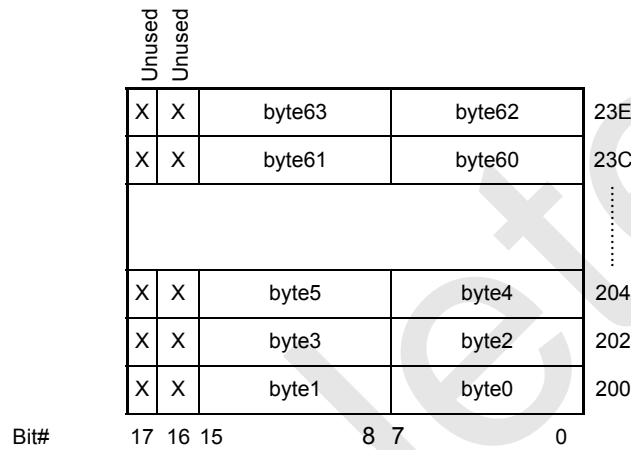 Unused Unused
X X byte63 byte62 23E
X X byte61 byte60 23C
X X byte5 byte4 204
X X byte3 byte2 202
X X byte1 byte0 200
Bit# 17 16 15 8 7 0